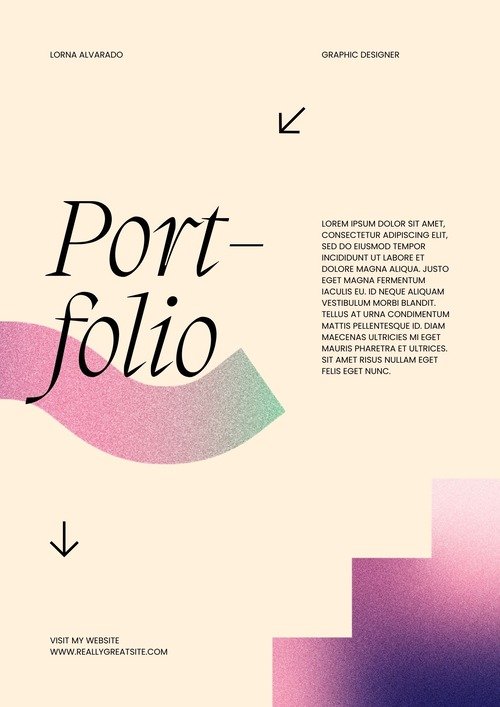 LORNA ALVARADO
GRAPHIC DESIGNER
Port-
folio
LOREM IPSUM DOLOR SIT AMET,
CONSECTETUR ADIPISCING ELIT,
SED DO EIUSMOD TEMPOR
INCIDIDUNT UT LABORE ET
DOLORE MAGNA ALIQUA. JUSTO
EGET MAGNA FERMENTUM
IACULIS EU. ID NEQUE ALIQUAM
VESTIBULUM MORBI BLANDIT.
TELLUS AT URNA CONDIMENTUM
MATTIS PELLENTESQUE ID. DIAM
MAECENAS ULTRICIES MI EGET
MAURIS PHARETRA ET ULTRICES.
SIT AMET RISUS NULLAM EGET
FELIS EGET NUNC.
VISIT MY WEBSITE
WWW.REALLYGREATSITE.COM